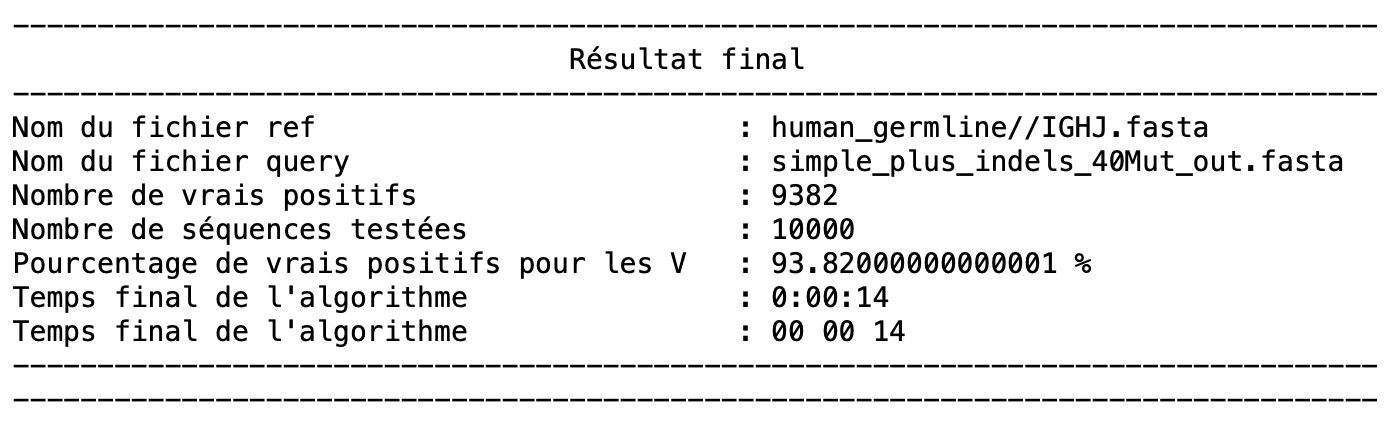 Résultat final
Nom du fichier ref : human_germline//IGHJ.fasta
Nom du fichier query : simple_plus_indels_40Mut_out.fasta
Nombre de vrais positifs : 9382
Nombre de séquences testées : 10000
Pourcentage de vrais positifs pour les V : 93.82000000000001 %
Temps final de l'algorithme : 0:00:14
Temps final de l'algorithme : 00 00 14